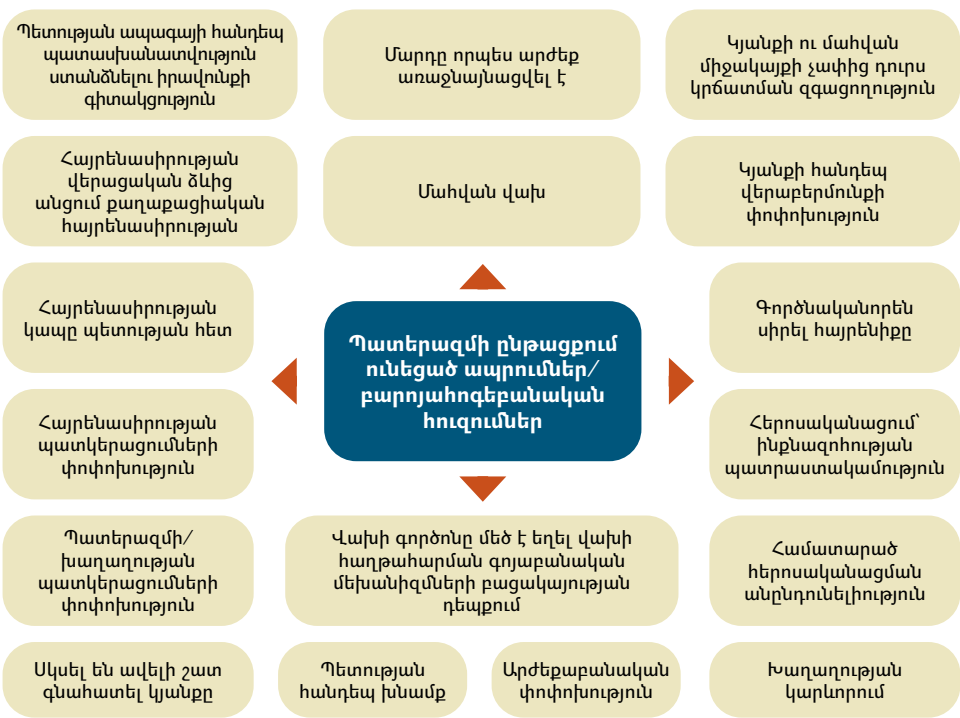 Պետության ապագայի հանդեպ
պատասխանատվություն
ստանձնելու իրավունքի
գիտակցություն
Մարդը որպես արժեք
առաջնայնացվել է
Կյանքի ու մահվան
միջակայքի չափից դուրս
կրճատման զգացողություն
Հայրենասիրության
վերացական ձևից
անցում քաղաքացիական
հայրենասիրության
Մահվան վախ
Կյանքի հանդեպ
վերաբերմունքի
փոփոխություն
Հայրենասիրության
կապը պետության հետ
Պատերազմի ընթացքում
ունեցած ապրումներ/
բարոյահոգեբանական
հուզումներ
Գործնականորեն
սիրել հայրենիքը
Հայրենասիրության
պատկերացումների
փոփոխություն
Հերոսականացում՝
ինքնազոհության
պատրաստակամություն
Պատերազմի/
խաղաղության
պատկերացումների
փոփոխություն
Վախի գործոնը մեծ է եղել վախի
հաղթահարման գոյաբանական
մեխանիզմների բացակայության
դեպքում
Համատարած
հերոսականացման
անընդունելիություն
Սկսել են ավելի շատ
գնահատել կյանքը
Պետության
հանդեպ խնամք
Արժեքաբանական
փոփոխություն
Խաղաղության
կարևորում